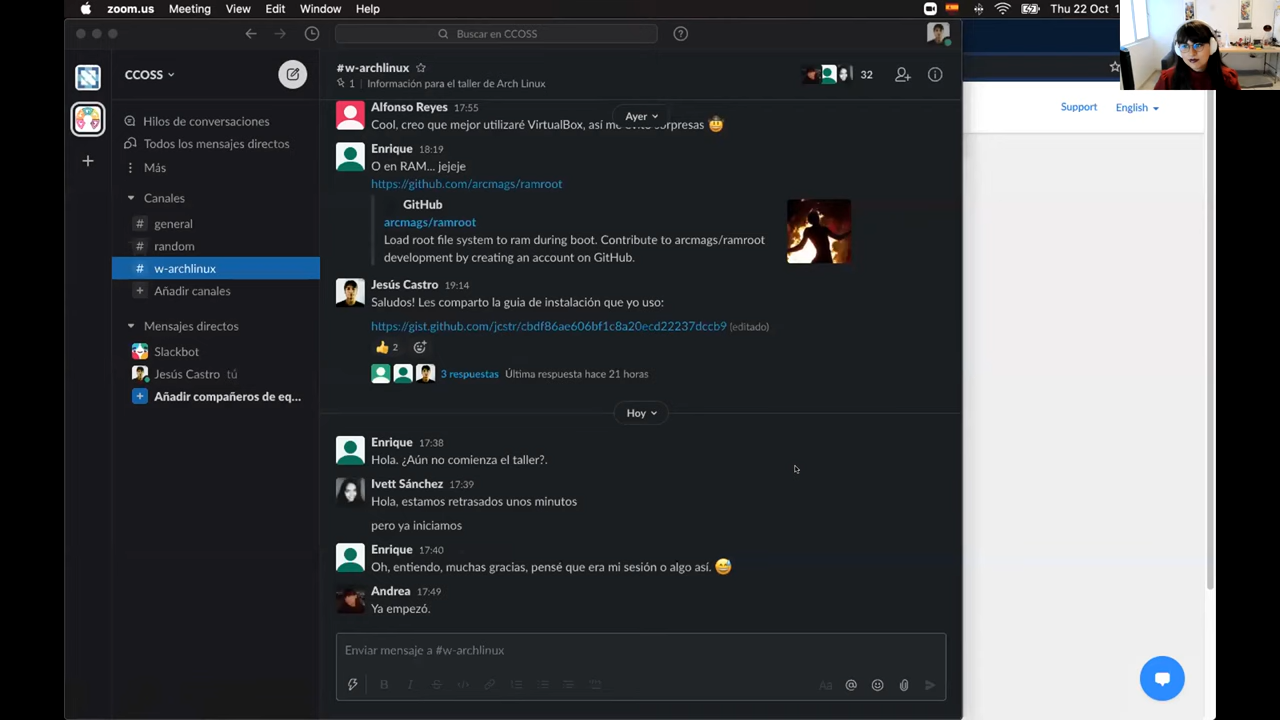 zoom.us Meeting View Edit Window Help
Thu 22 Oct 1
Buscar en CCOSS
CCOSS
Hilos de conversaciones
Todos los mensajes directos
Más
Canales
# general
# random
# w-archlinux
+ Añadir canales
Mensajes directos
Slackbot
Jesús Castro tú
+ Añadir compañeros de eq...
#w-archlinux
1 | Información para el taller de Arch Linux
32
Alfonso Reyes 17:55
Ayer
Cool, creo que mejor utilizaré VirtualBox, así me sorpresas
Enrique 18:19
O en RAM... jejeje
https://github.com/arcmags/ramroot
GitHub
arcmags/ramroot
Load root file system to ram during boot. Contribute to arcmags/ramroot
development by creating an account on GitHub.
Jesús Castro 19:14
Saludos! Les comparto la guia de instalación que yo uso:
https://gist.github.com/jcstr/cbdf86ae606bf1c8a20ecd22237dccb9 (editado)
2
3 respuestas Última respuesta hace 21 horas
Hoy
Enrique 17:38
Hola. ¿Aún no comienza el taller?.
Ivett Sánchez 17:39
Hola, estamos retrasados unos minutos
pero ya iniciamos
Enrique 17:40
Oh, entiendo, muchas gracias, pensé que era mi sesión o algo así.
Andrea 17:49
Ya empezó.
Enviar mensaje a #w-archlinux
Support English